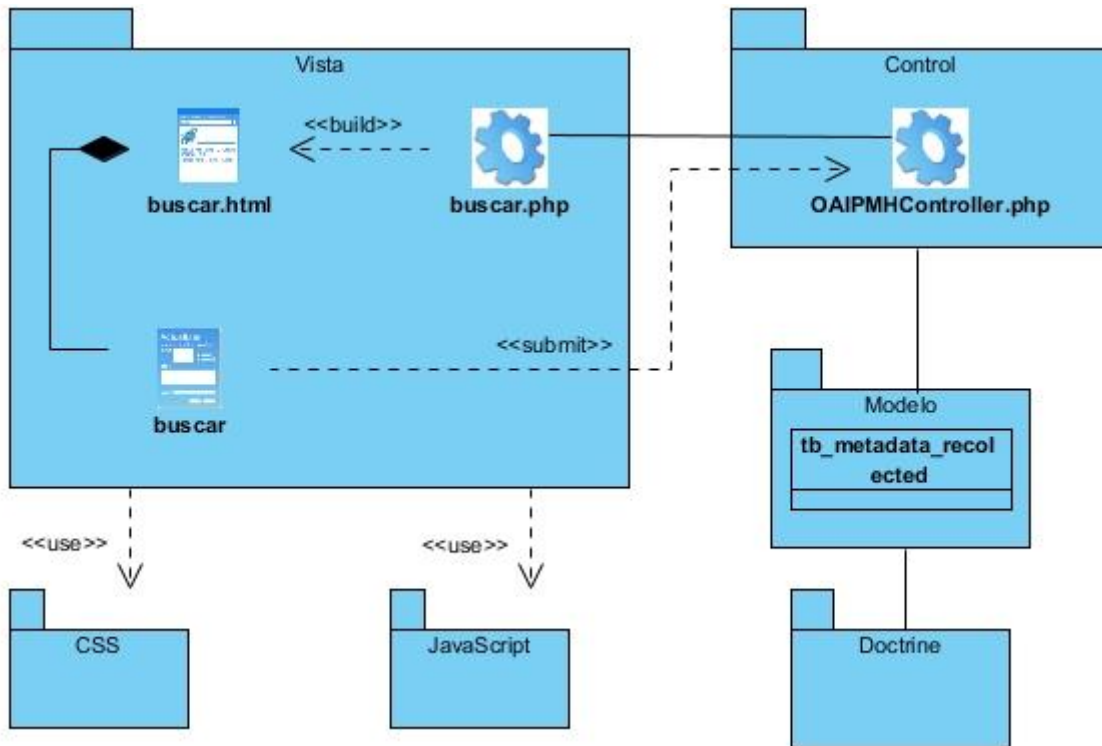 Vista
Control
<<build>>
buscar.html
buscar.php
OAIPMHController.php
<<submit>>
buscar
Modelo
tb_metadata_recol
ected
<<use>>
<<use>>
CSS
JavaScript
Doctrine